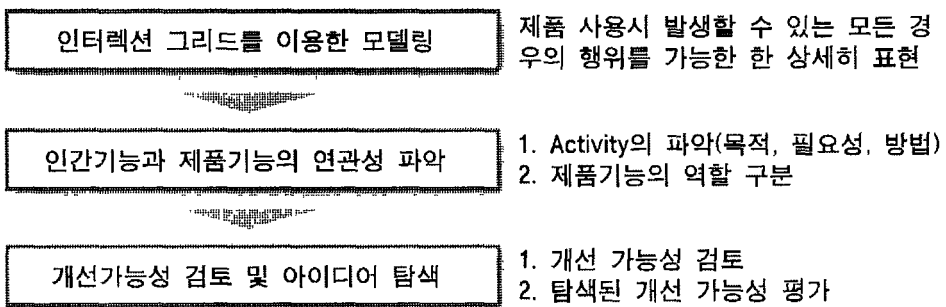 인터렉션 그리드를 이용한 모델링
제품 사용시 발생할 수 있는 모든 경
우의 행위를 가능한 한 상세히 표현
인간기능과 제품기능의 연관성 파악
1. Activity의 파악(목적, 필요성, 방법)
2. 제품기능의 역할 구분
개선가능성 검토 및 아이디어 탐색
1. 개선 가능성 검토
2. 탐색된 개선 가능성 평가